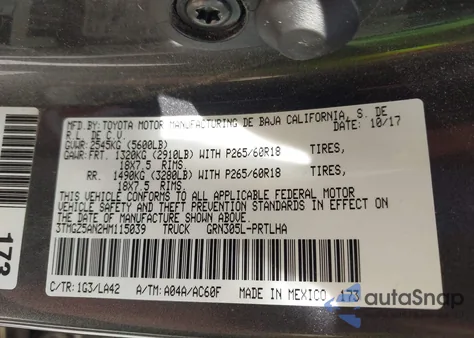 MFD.BY:TOYOTA MOTOR MANUFACTURING DE BAJA CALIFORNIA, S. DE
R.L. DE C.V. DATE: 10/17
GVWR:2545KG (5600LB)
GAWR:FRT. 1320KG (2910LB) WITH P265/60R18 TIRES,
18X7.5 RIMS
RR. 1490KG (3280LB) WITH P265/60R18 TIRES,
18X7.5 RIMS
THIS VEHICLE CONFORMS TO ALL APPLICABLE FEDERAL MOTOR
VEHICLE SAFETY AND THEFT PREVENTION STANDARDS IN EFFECT ON
THE DATE OF MANUFACTURE SHOWN ABOVE.
3TMGZ5AN2HM115039 TRUCK GRN305L-PRTLHA
C/TR: 1G3/LA42 A/TM: A04A/AC60F MADE IN MEXICO 173
173
autoSnap